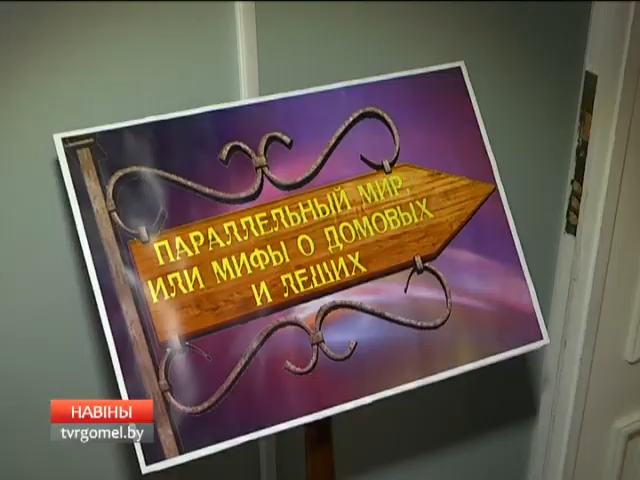 ПАРАЛЛЕЛЬНЫЙ МИР,
ИЛИ МИФЫ О ДОМОВЫХ
И ЛЕШИХ
НАВІНЫ
tvrgomel.by